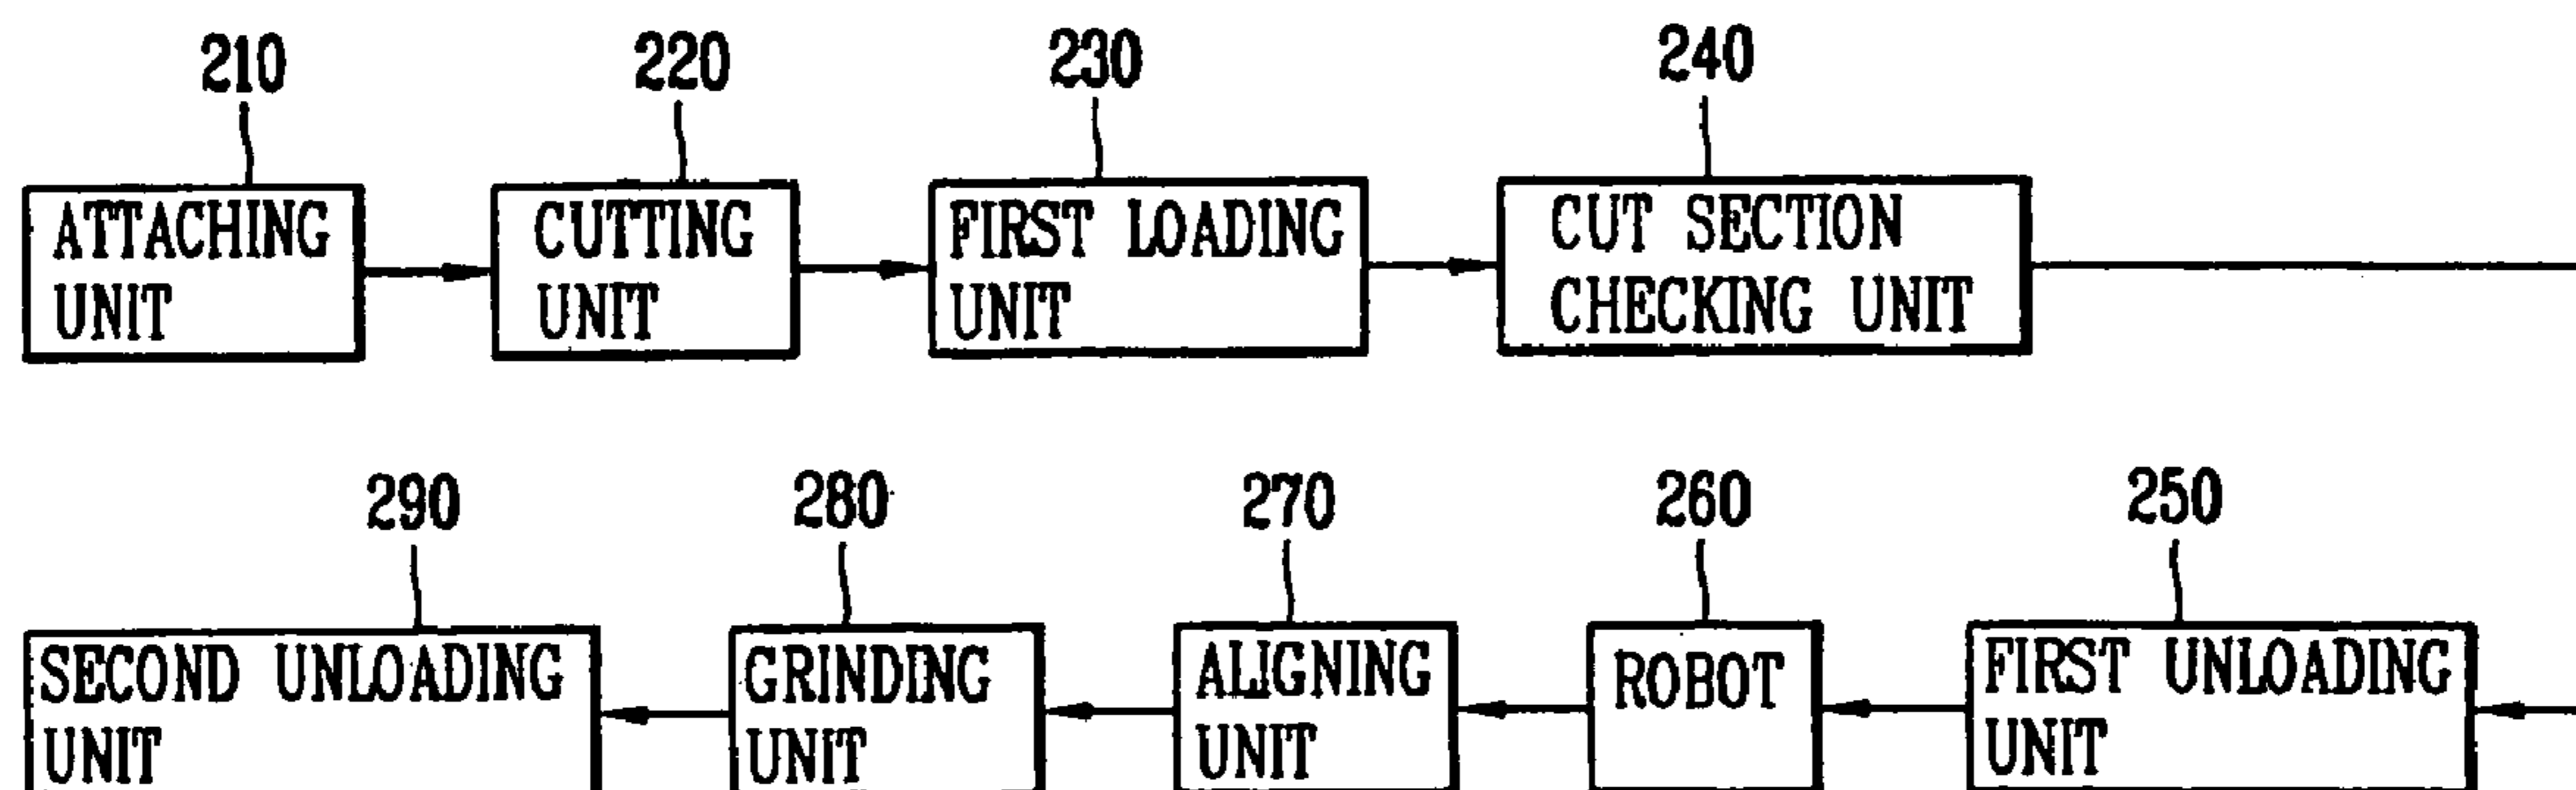 210 220 230 240
ATTACHING UNIT
CUTTING UNIT
FIRST LOADING UNIT
CUT SECTION CHECKING UNIT
290 280 270 260 250
SECOND UNLOADING UNIT
GRINDING UNIT
ALIGNING UNIT
ROBOT
FIRST UNLOADING UNIT